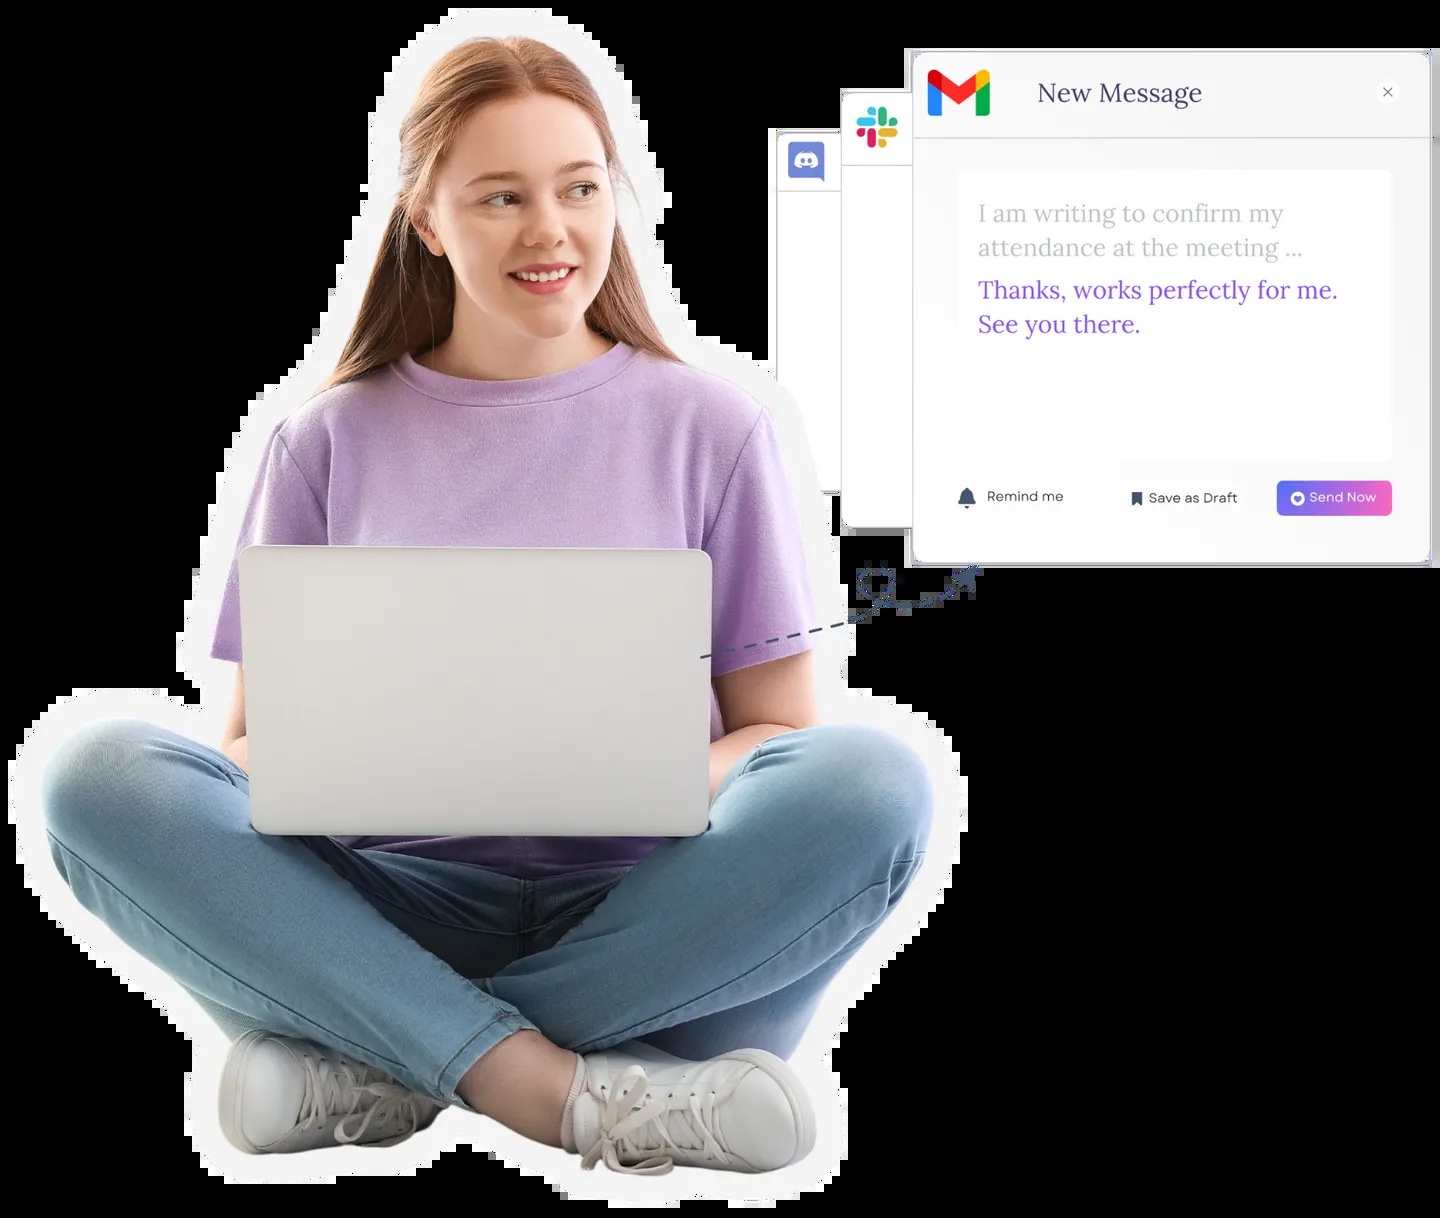 New Message
I am writing to confirm my
attendance at the meeting ...
Thanks, works perfectly for me.
See you there.
Remind me
Save as Draft
Send Now